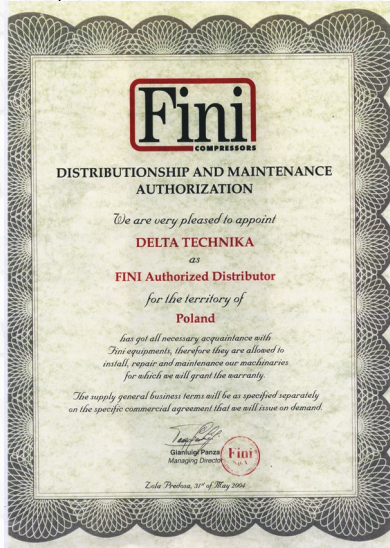 Fini
COMPRESSORS
DISTRIBUTIONSHIP AND MAINTENANCE
AUTHORIZATION
We are very pleased to appoint
DELTA TECHNIKA
as
FINI Authorized Distributor
for the territory of
Poland
has got all necessary acquaintance with
Fini equipments, therefore they are allowed to
install, repair and maintenance our machinaries
for which we will grant the warranty.
The supply general business terms will be as specified separately
on the specific commercial agreement that we will issue on demand.
Gianluigi Panza
Managing Director
Fini
S.p.A.
Zola Predosa, 31st of May 2004